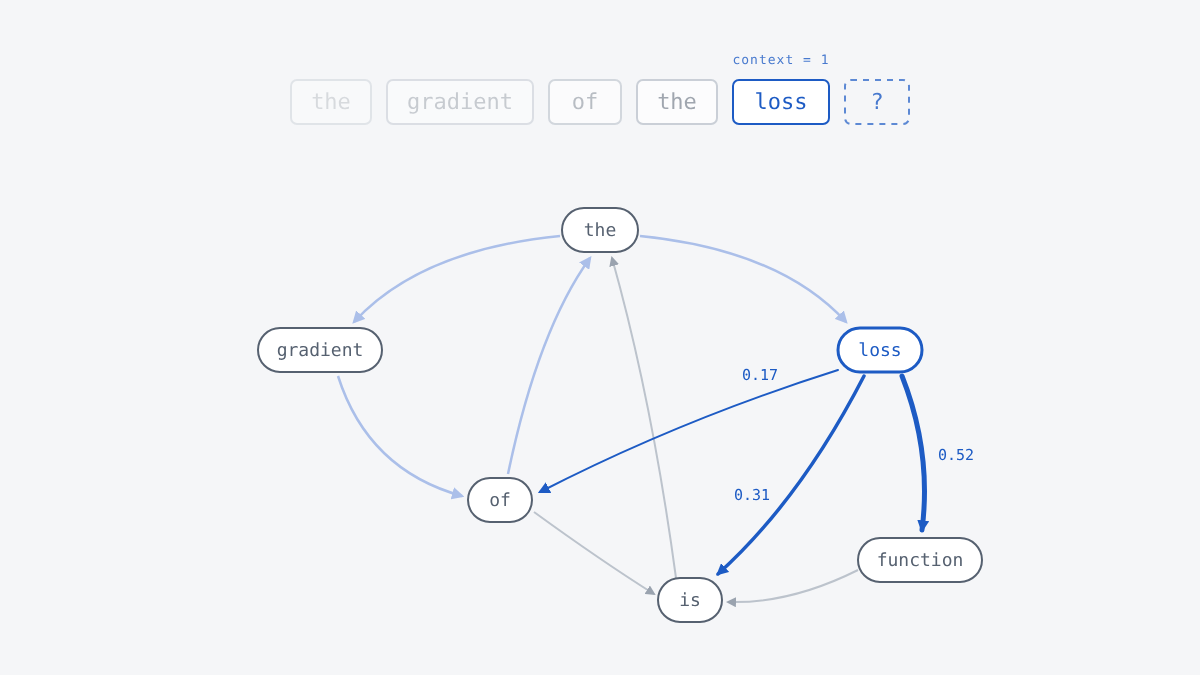 context = 1
the gradient of the loss ?
the
gradient
loss
0.17
0.52
0.31
of
function
is